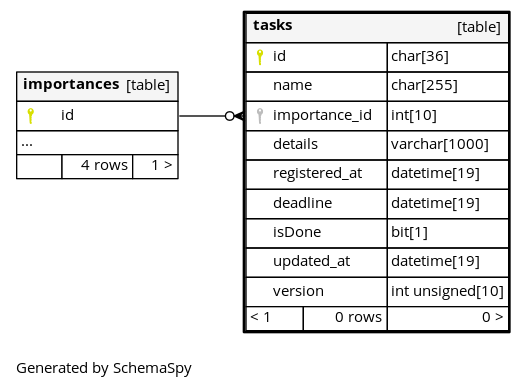 tasks [table]
id char[36]
name char[255]
importance_id int[10]
details varchar[1000]
registered_at datetime[19]
deadline datetime[19]
isDone bit[1]
updated_at datetime[19]
version int unsigned[10]
< 1 0 rows 0 >
importances [table]
id
...
4 rows 1 >
Generated by SchemaSpy